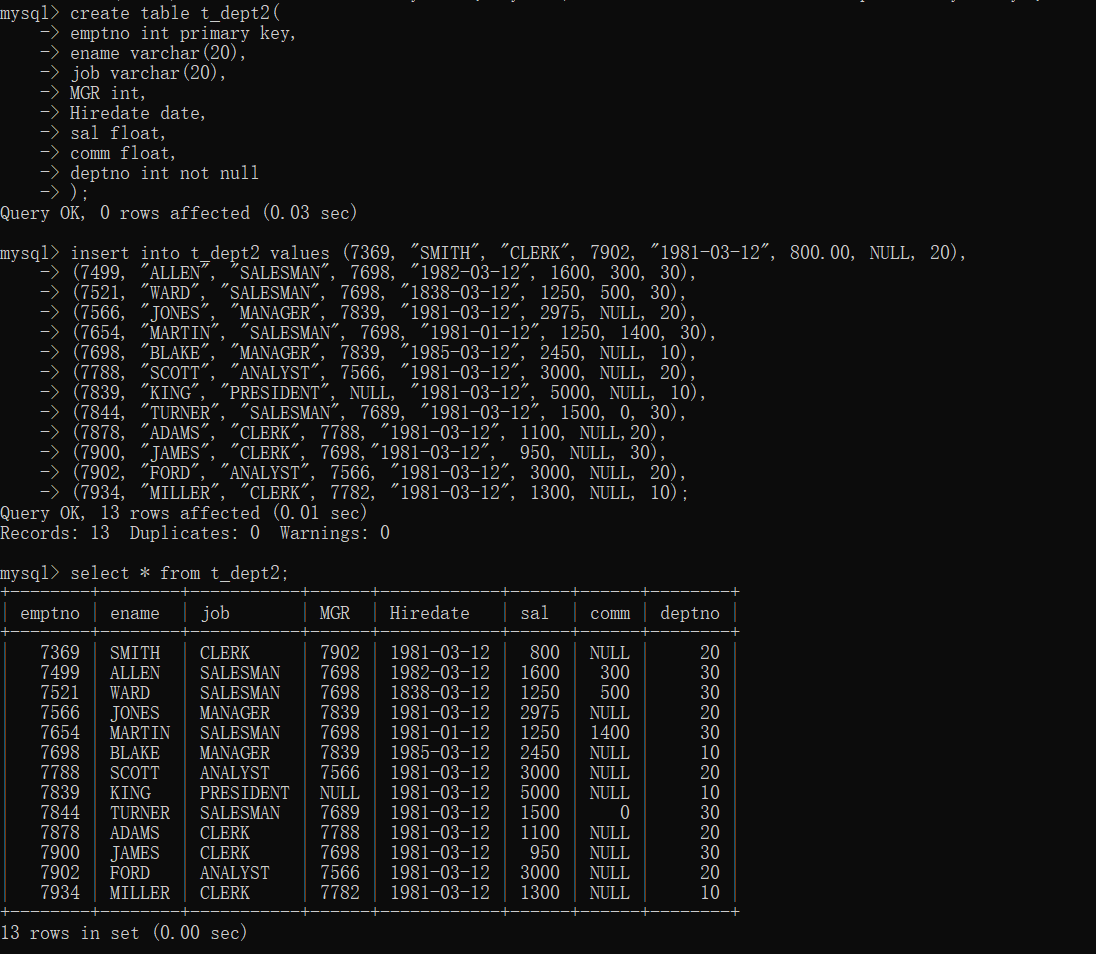 mysql> create table t_dept2(
    -> emptno int primary key,
    -> ename varchar(20),
    -> job varchar(20),
    -> MGR int,
    -> Hiredate date,
    -> sal float,
    -> comm float,
    -> deptno int not null
    -> );
Query OK, 0 rows affected (0.03 sec)

mysql> insert into t_dept2 values (7369, "SMITH", "CLERK", 7902, "1981-03-12", 800.00, NULL, 20),
    -> (7499, "ALLEN", "SALESMAN", 7698, "1982-03-12", 1600, 300, 30),
    -> (7521, "WARD", "SALESMAN", 7698, "1838-03-12", 1250, 500, 30),
    -> (7566, "JONES", "MANAGER", 7839, "1981-03-12", 2975, NULL, 20),
    -> (7654, "MARTIN", "SALESMAN", 7698, "1981-01-12", 1250, 1400, 30),
    -> (7698, "BLAKE", "MANAGER", 7839, "1985-03-12", 2450, NULL, 10),
    -> (7788, "SCOTT", "ANALYST", 7566, "1981-03-12", 3000, NULL, 20),
    -> (7839, "KING", "PRESIDENT", NULL, "1981-03-12", 5000, NULL, 10),
    -> (7844, "TURNER", "SALESMAN", 7689, "1981-03-12", 1500, 0, 30),
    -> (7878, "ADAMS", "CLERK", 7788, "1981-03-12", 1100, NULL,20),
    -> (7900, "JAMES", "CLERK", 7698,"1981-03-12",  950, NULL, 30),
    -> (7902, "FORD", "ANALYST", 7566, "1981-03-12", 3000, NULL, 20),
    -> (7934, "MILLER", "CLERK", 7782, "1981-03-12", 1300, NULL, 10);
Query OK, 13 rows affected (0.01 sec)
Records: 13  Duplicates: 0  Warnings: 0

mysql> select * from t_dept2;
+--------+--------+-----------+------+------------+------+------+--------+
| emptno | ename  | job       | MGR  | Hiredate   | sal  | comm | deptno |
+--------+--------+-----------+------+------------+------+------+--------+
|   7369 | SMITH  | CLERK     | 7902 | 1981-03-12 |  800 | NULL |     20 |
|   7499 | ALLEN  | SALESMAN  | 7698 | 1982-03-12 | 1600 |  300 |     30 |
|   7521 | WARD   | SALESMAN  | 7698 | 1838-03-12 | 1250 |  500 |     30 |
|   7566 | JONES  | MANAGER   | 7839 | 1981-03-12 | 2975 | NULL |     20 |
|   7654 | MARTIN | SALESMAN  | 7698 | 1981-01-12 | 1250 | 1400 |     30 |
|   7698 | BLAKE  | MANAGER   | 7839 | 1985-03-12 | 2450 | NULL |     10 |
|   7788 | SCOTT  | ANALYST   | 7566 | 1981-03-12 | 3000 | NULL |     20 |
|   7839 | KING   | PRESIDENT | NULL | 1981-03-12 | 5000 | NULL |     10 |
|   7844 | TURNER | SALESMAN  | 7689 | 1981-03-12 | 1500 |    0 |     30 |
|   7878 | ADAMS  | CLERK     | 7788 | 1981-03-12 | 1100 | NULL |     20 |
|   7900 | JAMES  | CLERK     | 7698 | 1981-03-12 |  950 | NULL |     30 |
|   7902 | FORD   | ANALYST   | 7566 | 1981-03-12 | 3000 | NULL |     20 |
|   7934 | MILLER | CLERK     | 7782 | 1981-03-12 | 1300 | NULL |     10 |
+--------+--------+-----------+------+------------+------+------+--------+
13 rows in set (0.00 sec)